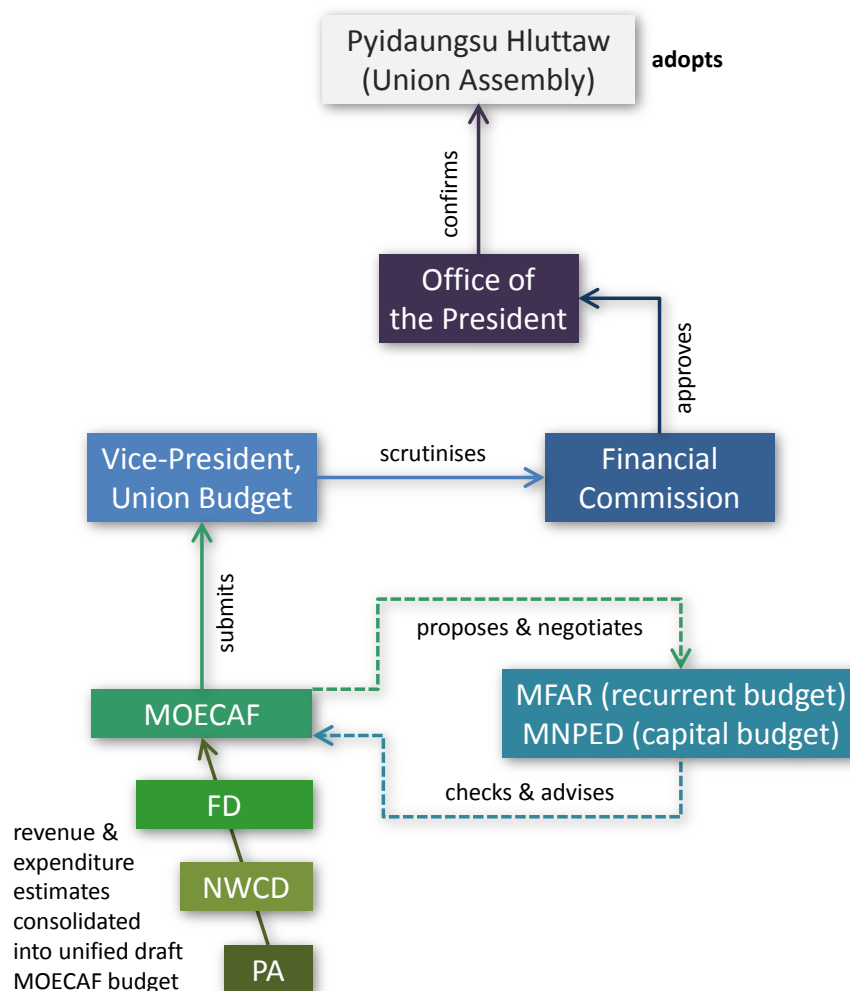 Pyidaungsu Hluttaw
(Union Assembly)
adopts
confirms
Office of
the President
approves
Vice-President,
Union Budget
scrutinises
Financial
Commission
submits
proposes & negotiates
MOECAF
MFAR (recurrent budget)
MNPED (capital budget)
checks & advises
FD
revenue &
expenditure
estimates
consolidated
into unified draft
MOECAF budget
NWCD
PA